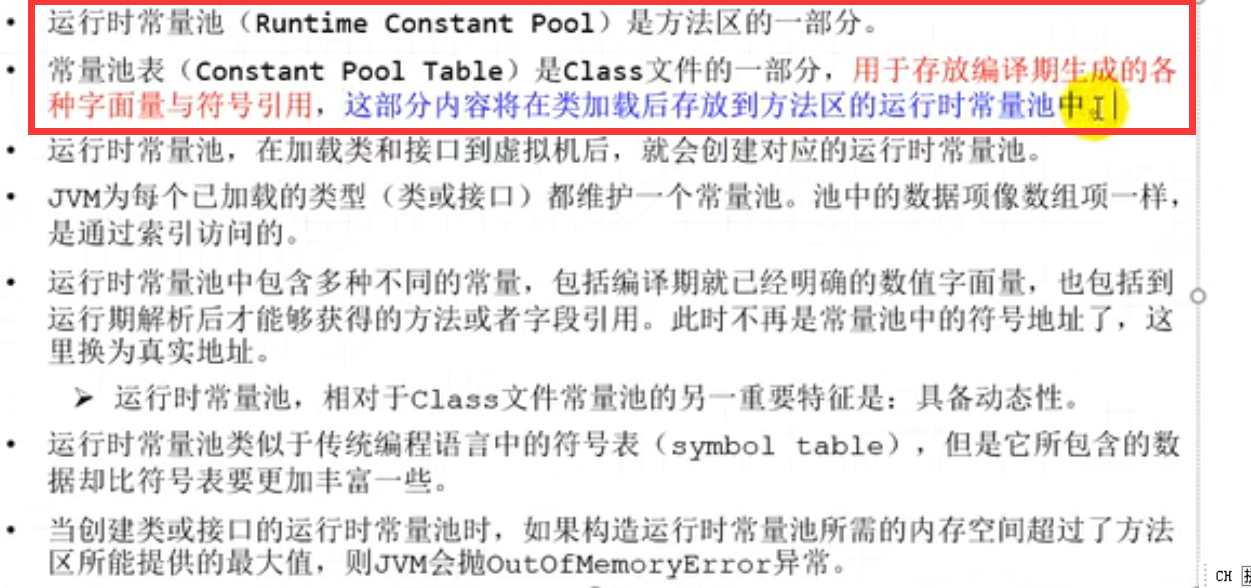 • 运行时常量池（Runtime Constant Pool）是方法区的一部分。
• 常量池表（Constant Pool Table）是Class文件的一部分，用于存放编译期生成的各
种字面量与符号引用，这部分内容将在类加载后存放到方法区的运行时常量池中。
• 运行时常量池，在加载类和接口到虚拟机后，就会创建对应的运行时常量池。
• JVM为每个已加载的类型（类或接口）都维护一个常量池。池中的数据项像数组项一样，
是通过索引访问的。
• 运行时常量池中包含多种不同的常量，包括编译期就已经明确的数值字面量，也包括到
运行期解析后才能够获得的方法或者字段引用。此时不再是常量池中的符号地址了，这
里换为真实地址。
➢ 运行时常量池，相对于Class文件常量池的另一重要特征是：具备动态性。
• 运行时常量池类似于传统编程语言中的符号表（symbol table），但是它所包含的数
据却比符号表要更加丰富一些。
• 当创建类或接口的运行时常量池时，如果构造运行时常量池所需的内存空间超过了方法
区所能提供的最大值，则JVM会抛OutOfMemoryError异常。
CH